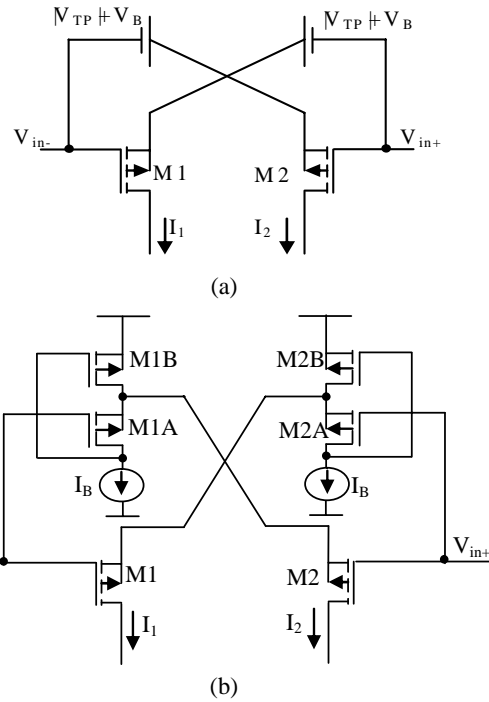 |V_TP|+V_B |V_TP|+V_B
V_in- V_in+
M1 M2
I_1 I_2
(a)
M1B M2B
M1A M2A
I_B I_B
V_in+
M1 M2
I_1 I_2
(b)